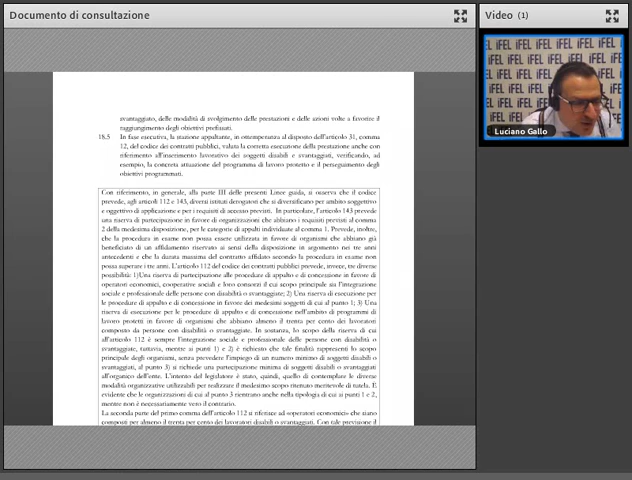 Documento di consultazione
Video (1)
IFEL IFEL IFEL
Luciano Gallo
svantaggiato, delle modalità di svolgimento delle prestazioni e delle azioni volte a favorire il
raggiungimento degli obiettivi prefissati.
18.5 In fase esecutiva, la stazione appaltante, in ottemperanza al disposto dell'articolo 31, comma
12, del codice dei contratti pubblici, valuta la corretta esecuzione della prestazione anche con
riferimento all'inserimento lavorativo dei soggetti disabili e svantaggiati, verificando, ad
esempio, la concreta attuazione del programma di lavoro protetto e il perseguimento degli
obiettivi programmati.
Con riferimento, in generale, alla parte III delle presenti Linee guida, si osserva che il codice
prevede, agli articoli 112 e 143, diversi istituti derogatori che si diversificano per ambito soggettivo
e oggettivo di applicazione e per i requisiti di accesso previsti. In particolare, l'articolo 143 prevede
una riserva di partecipazione in favore di organizzazioni che abbiano i requisiti previsti al comma
2 della medesima disposizione, per le categorie di appalti individuate al comma 1. Prevede, inoltre,
che la procedura in esame non possa essere utilizzata in favore di organismi che abbiano già
beneficiato di un affidamento riservato ai sensi della disposizione in argomento nei tre anni
antecedenti e che la durata massima del contratto affidato secondo la procedura in esame non
possa superare i tre anni. L'articolo 112 del codice dei contratti pubblici prevede, invece, tre diverse
possibilità: 1)Una riserva di partecipazione alle procedure di appalto e di concessione in favore di
operatori economici, cooperative sociali e loro consorzi il cui scopo principale sia l'integrazione
sociale e professionale delle persone con disabilità o svantaggiate; 2) Una riserva di esecuzione per
le procedure di appalto e di concessione in favore dei medesimi soggetti di cui al punto 1; 3) Una
riserva di esecuzione per le procedure di appalto e di concessione nell'ambito di programmi di
lavoro protetti in favore di organismi che abbiano almeno il trenta per cento dei lavoratori
composto da persone con disabilità o svantaggiate. In sostanza, lo scopo della riserva di cui
all'articolo 112 è sempre l'integrazione sociale e professionale delle persone con disabilità o
svantaggiate, tuttavia, mentre ai punti 1) e 2) è richiesto che tale finalità rappresenti lo scopo
principale degli organismi, senza prevedere l'impiego di un numero minimo di soggetti disabili o
svantaggiati, al punto 3) si richiede una partecipazione minima di soggetti disabili o svantaggiati
all'organico dell'ente. L'intento del legislatore è stato, quindi, quello di contemplare le diverse
modalità organizzative utilizzabili per realizzare il medesimo scopo ritenuto meritevole di tutela. E'
evidente che le organizzazioni di cui al punto 3 rientrano anche nella tipologia di cui ai punti 1 e 2,
mentre non è necessariamente vero il contrario.
La seconda parte del primo comma dell'articolo 112 si riferisce ad «operatori economici» che siano
composti per almeno il trenta per cento dei lavoratori disabili o svantaggiati. Con tale previsione il